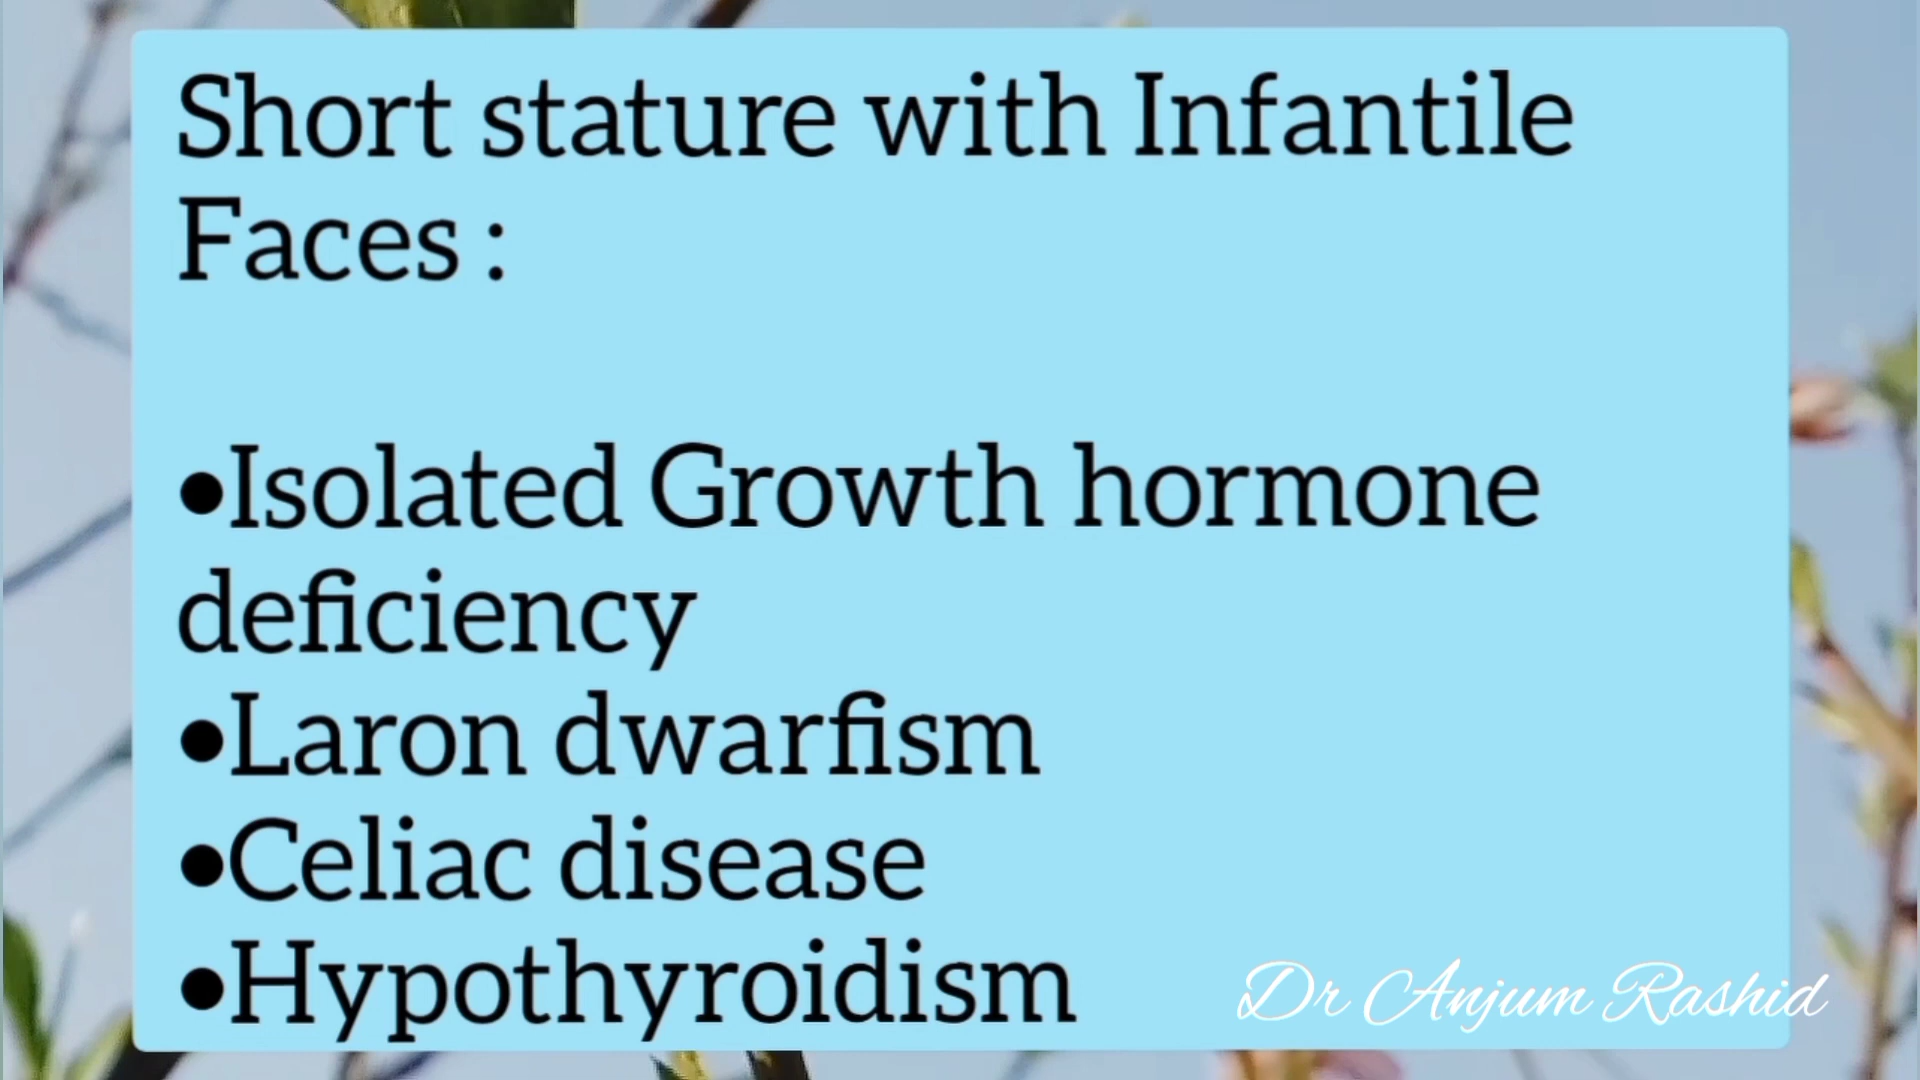 Short stature with Infantile
Faces :
●Isolated Growth hormone
deficiency
●Laron dwarfism
●Celiac disease
●Hypothyroidism
Dr Anjum Rashid